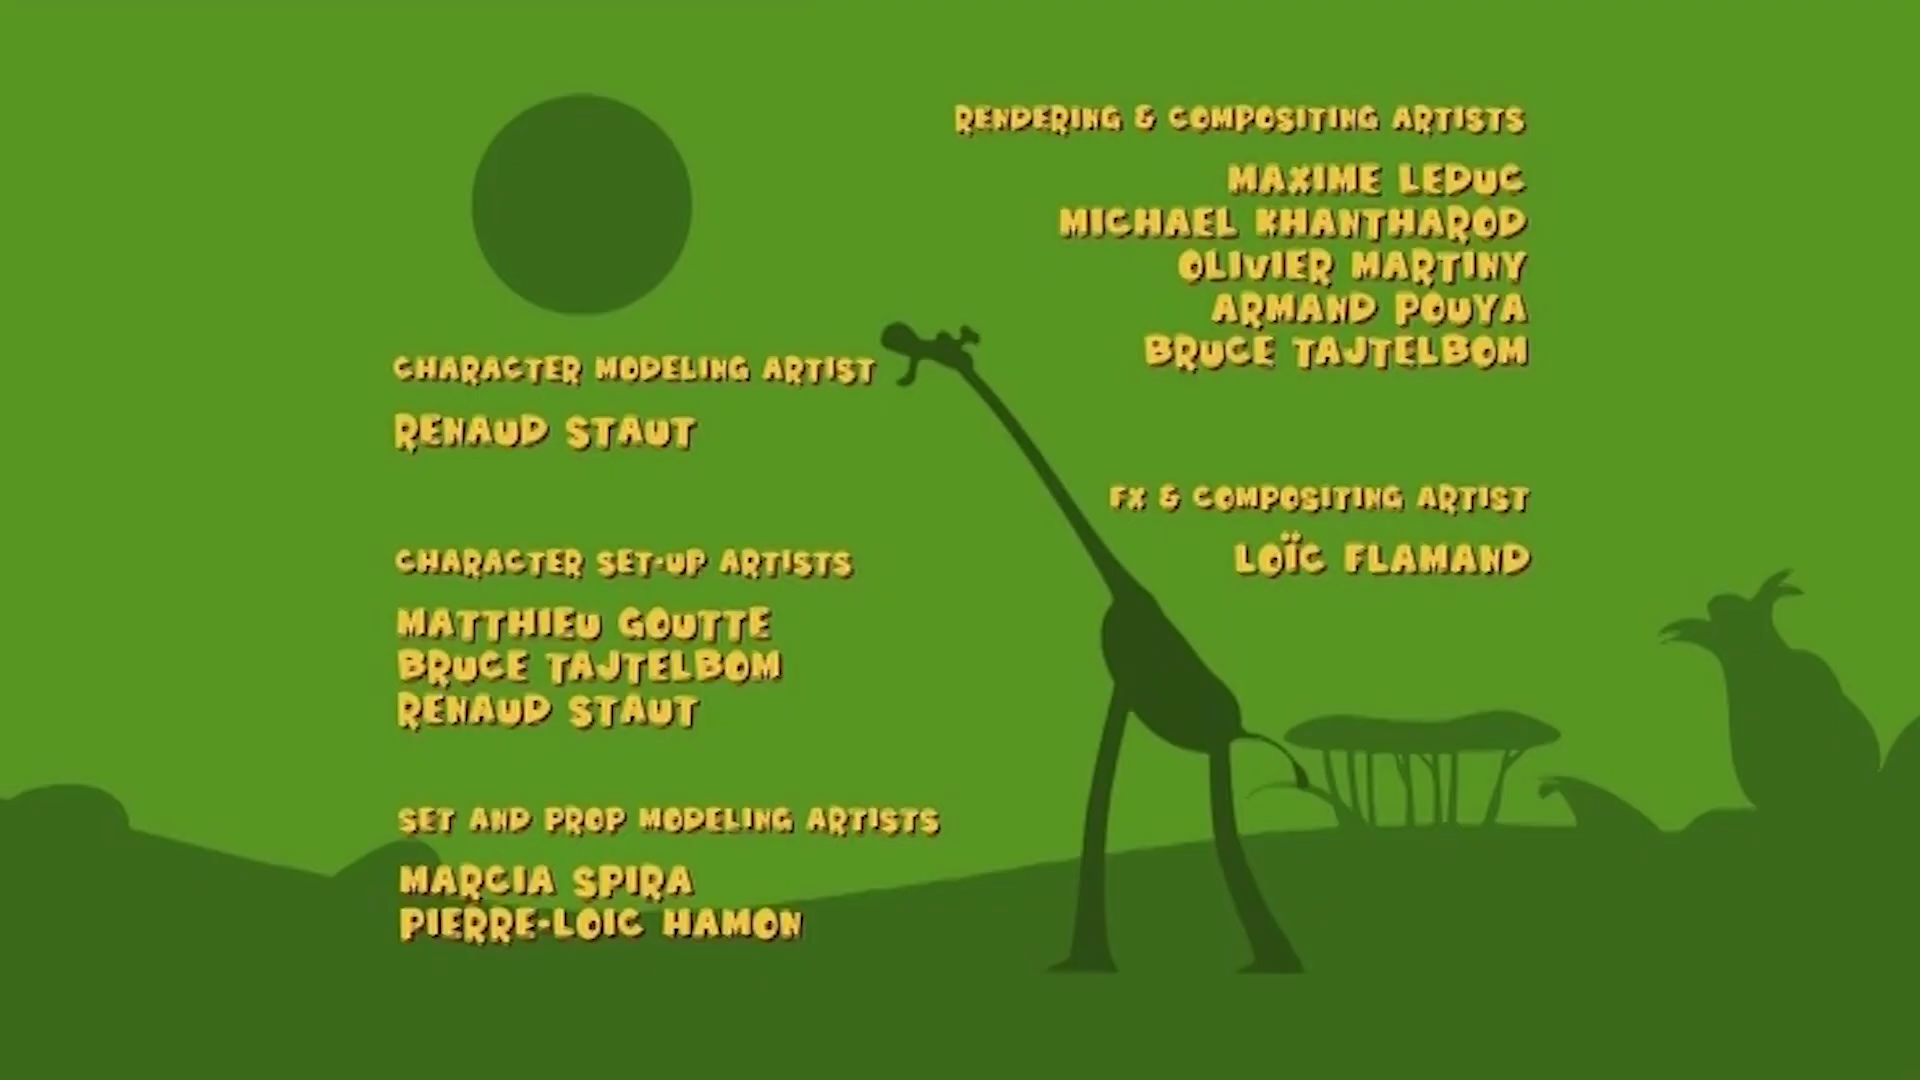 CHARACTER MODELING ARTIST
RENAUD STAUT
CHARACTER SET-UP ARTISTS
MATTHIEU GOUTTE
BRUCE TAJTELBOM
RENAUD STAUT
SET AND PROP MODELING ARTISTS
MARCIA SPIRA
PIERRE-LOIC HAMON
RENDERING & COMPOSITING ARTISTS
MAXIME LEDUC
MICHAEL KHANTHAROD
OLIVIER MARTINY
ARMAND POUYA
BRUCE TAJTELBOM
FX & COMPOSITING ARTIST
LOÏC FLAMAND